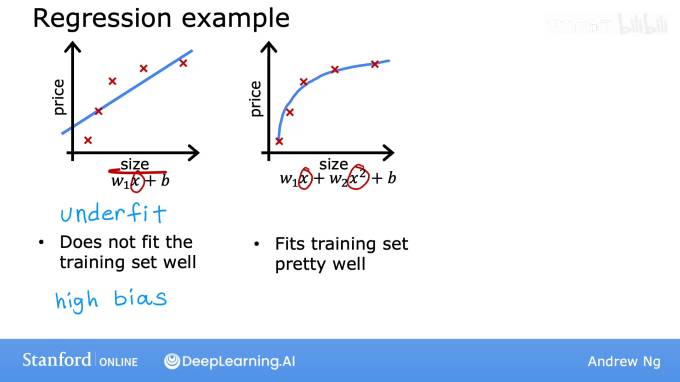 Regression example
bilibili
price
size
w₁x + b
underfit
• Does not fit the
training set well
high bias
price
size
w₁x + w₂x² + b
• Fits training set
pretty well
Stanford ONLINE
DeepLearning.AI
Andrew Ng